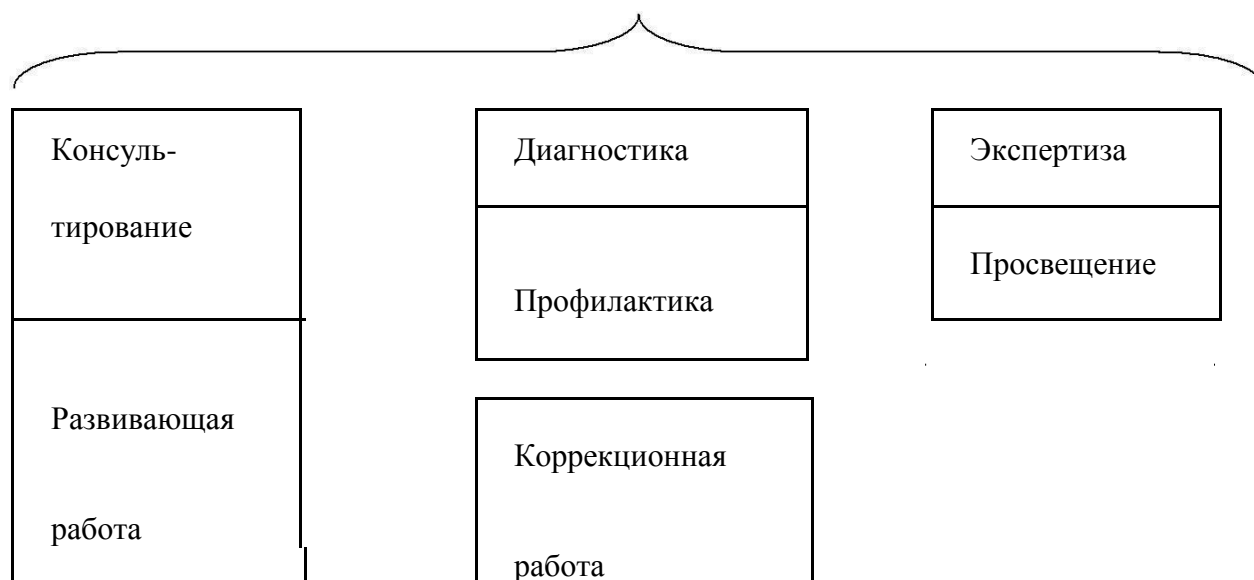 Консуль-
тирование
Развивающая
работа
Диагностика
Профилактика
Коррекционная
работа
Экспертиза
Просвещение